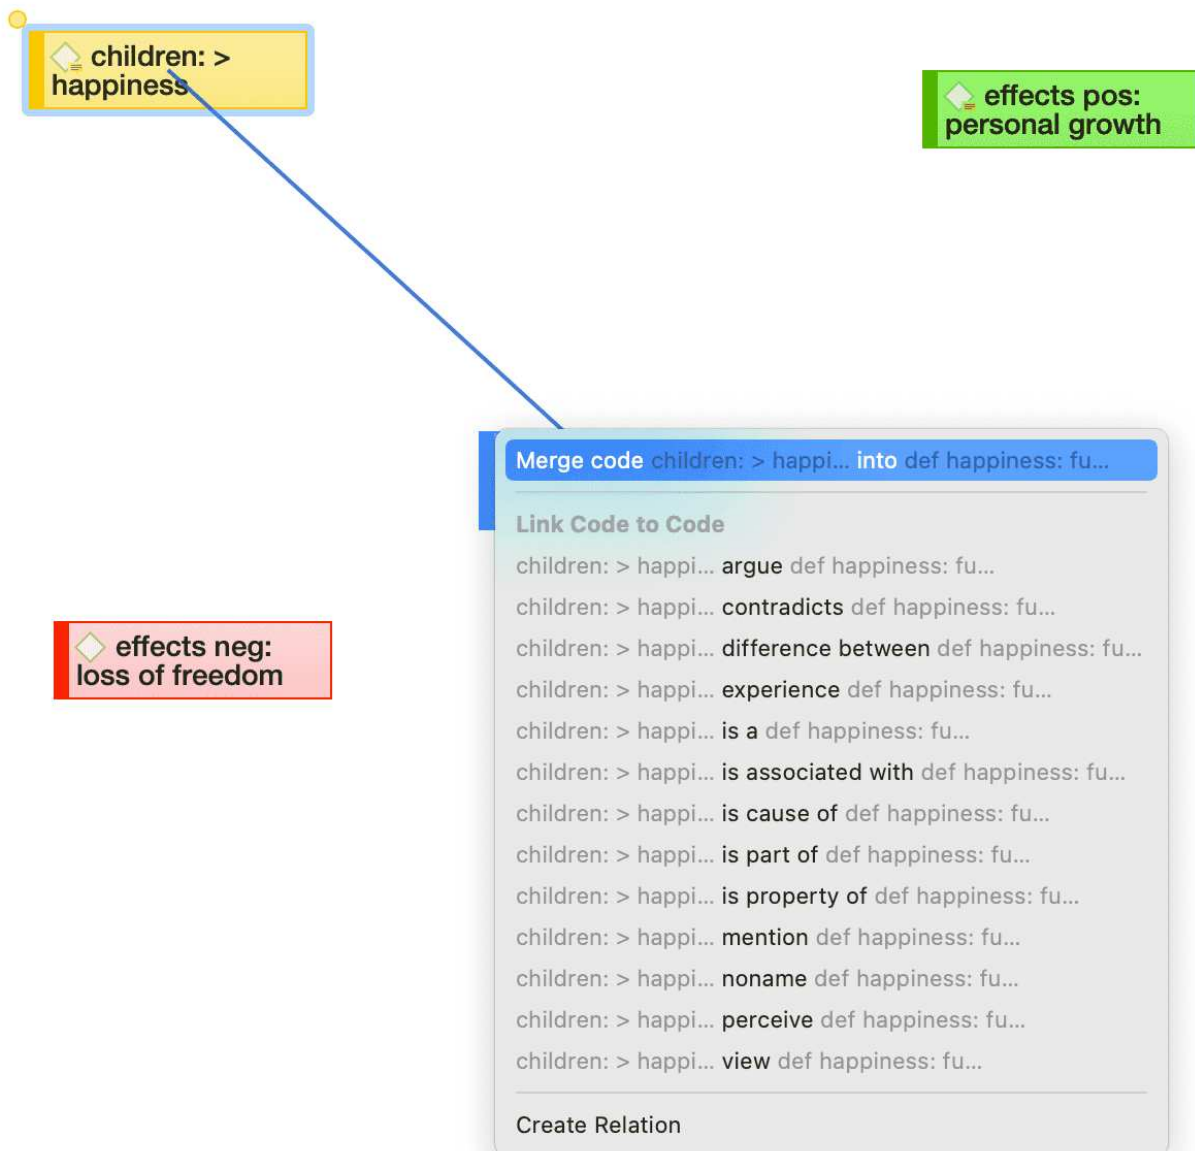 children: >
happiness
effects pos:
personal growth
Merge code children: > happi... into def happiness: fu...
Link Code to Code
children: > happi... argue def happiness: fu...
children: > happi... contradicts def happiness: fu...
children: > happi... difference between def happiness: fu...
effects neg:
loss of freedom
children: > happi... experience def happiness: fu...
children: > happi... is a def happiness: fu...
children: > happi... is associated with def happiness: fu...
children: > happi... is cause of def happiness: fu...
children: > happi... is part of def happiness: fu...
children: > happi... is property of def happiness: fu...
children: > happi... mention def happiness: fu...
children: > happi... noname def happiness: fu...
children: > happi... perceive def happiness: fu...
children: > happi... view def happiness: fu...
Create Relation